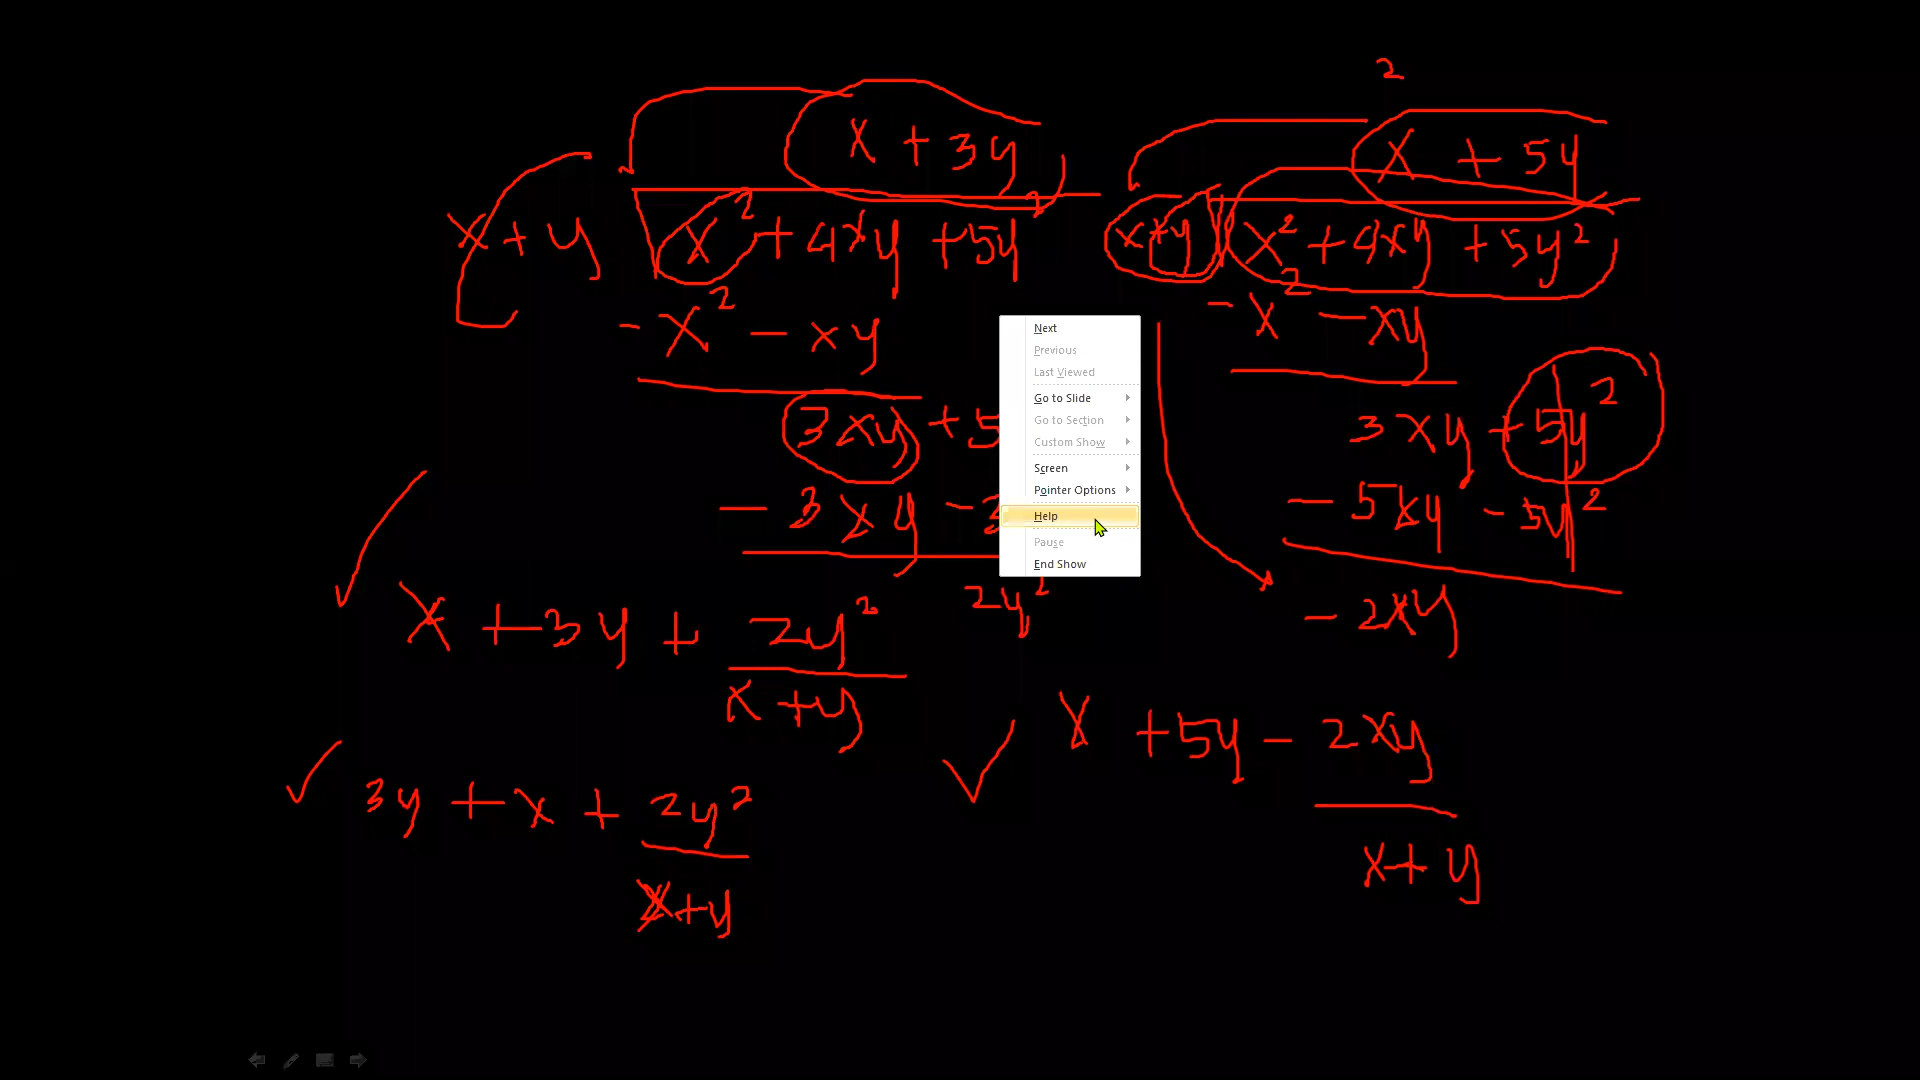 2
x + 3y
x + 5y
2
x + y
x² + 4xy + 5y²
x+y
x² + 4xy + 5y²
- x² - xy
- x² - xy
3xy + 5
3xy + 5y²
- 3xy -
- 5xy - 5y²
2y²
- 2xy
x + 3y + 2y²
x + y
x + 5y - 2xy
x + y
3y + x + 2y²
x+y
Next
Previous
Last Viewed
Go to Slide
Go to Section
Custom Show
Screen
Pointer Options
Help
Pause
End Show